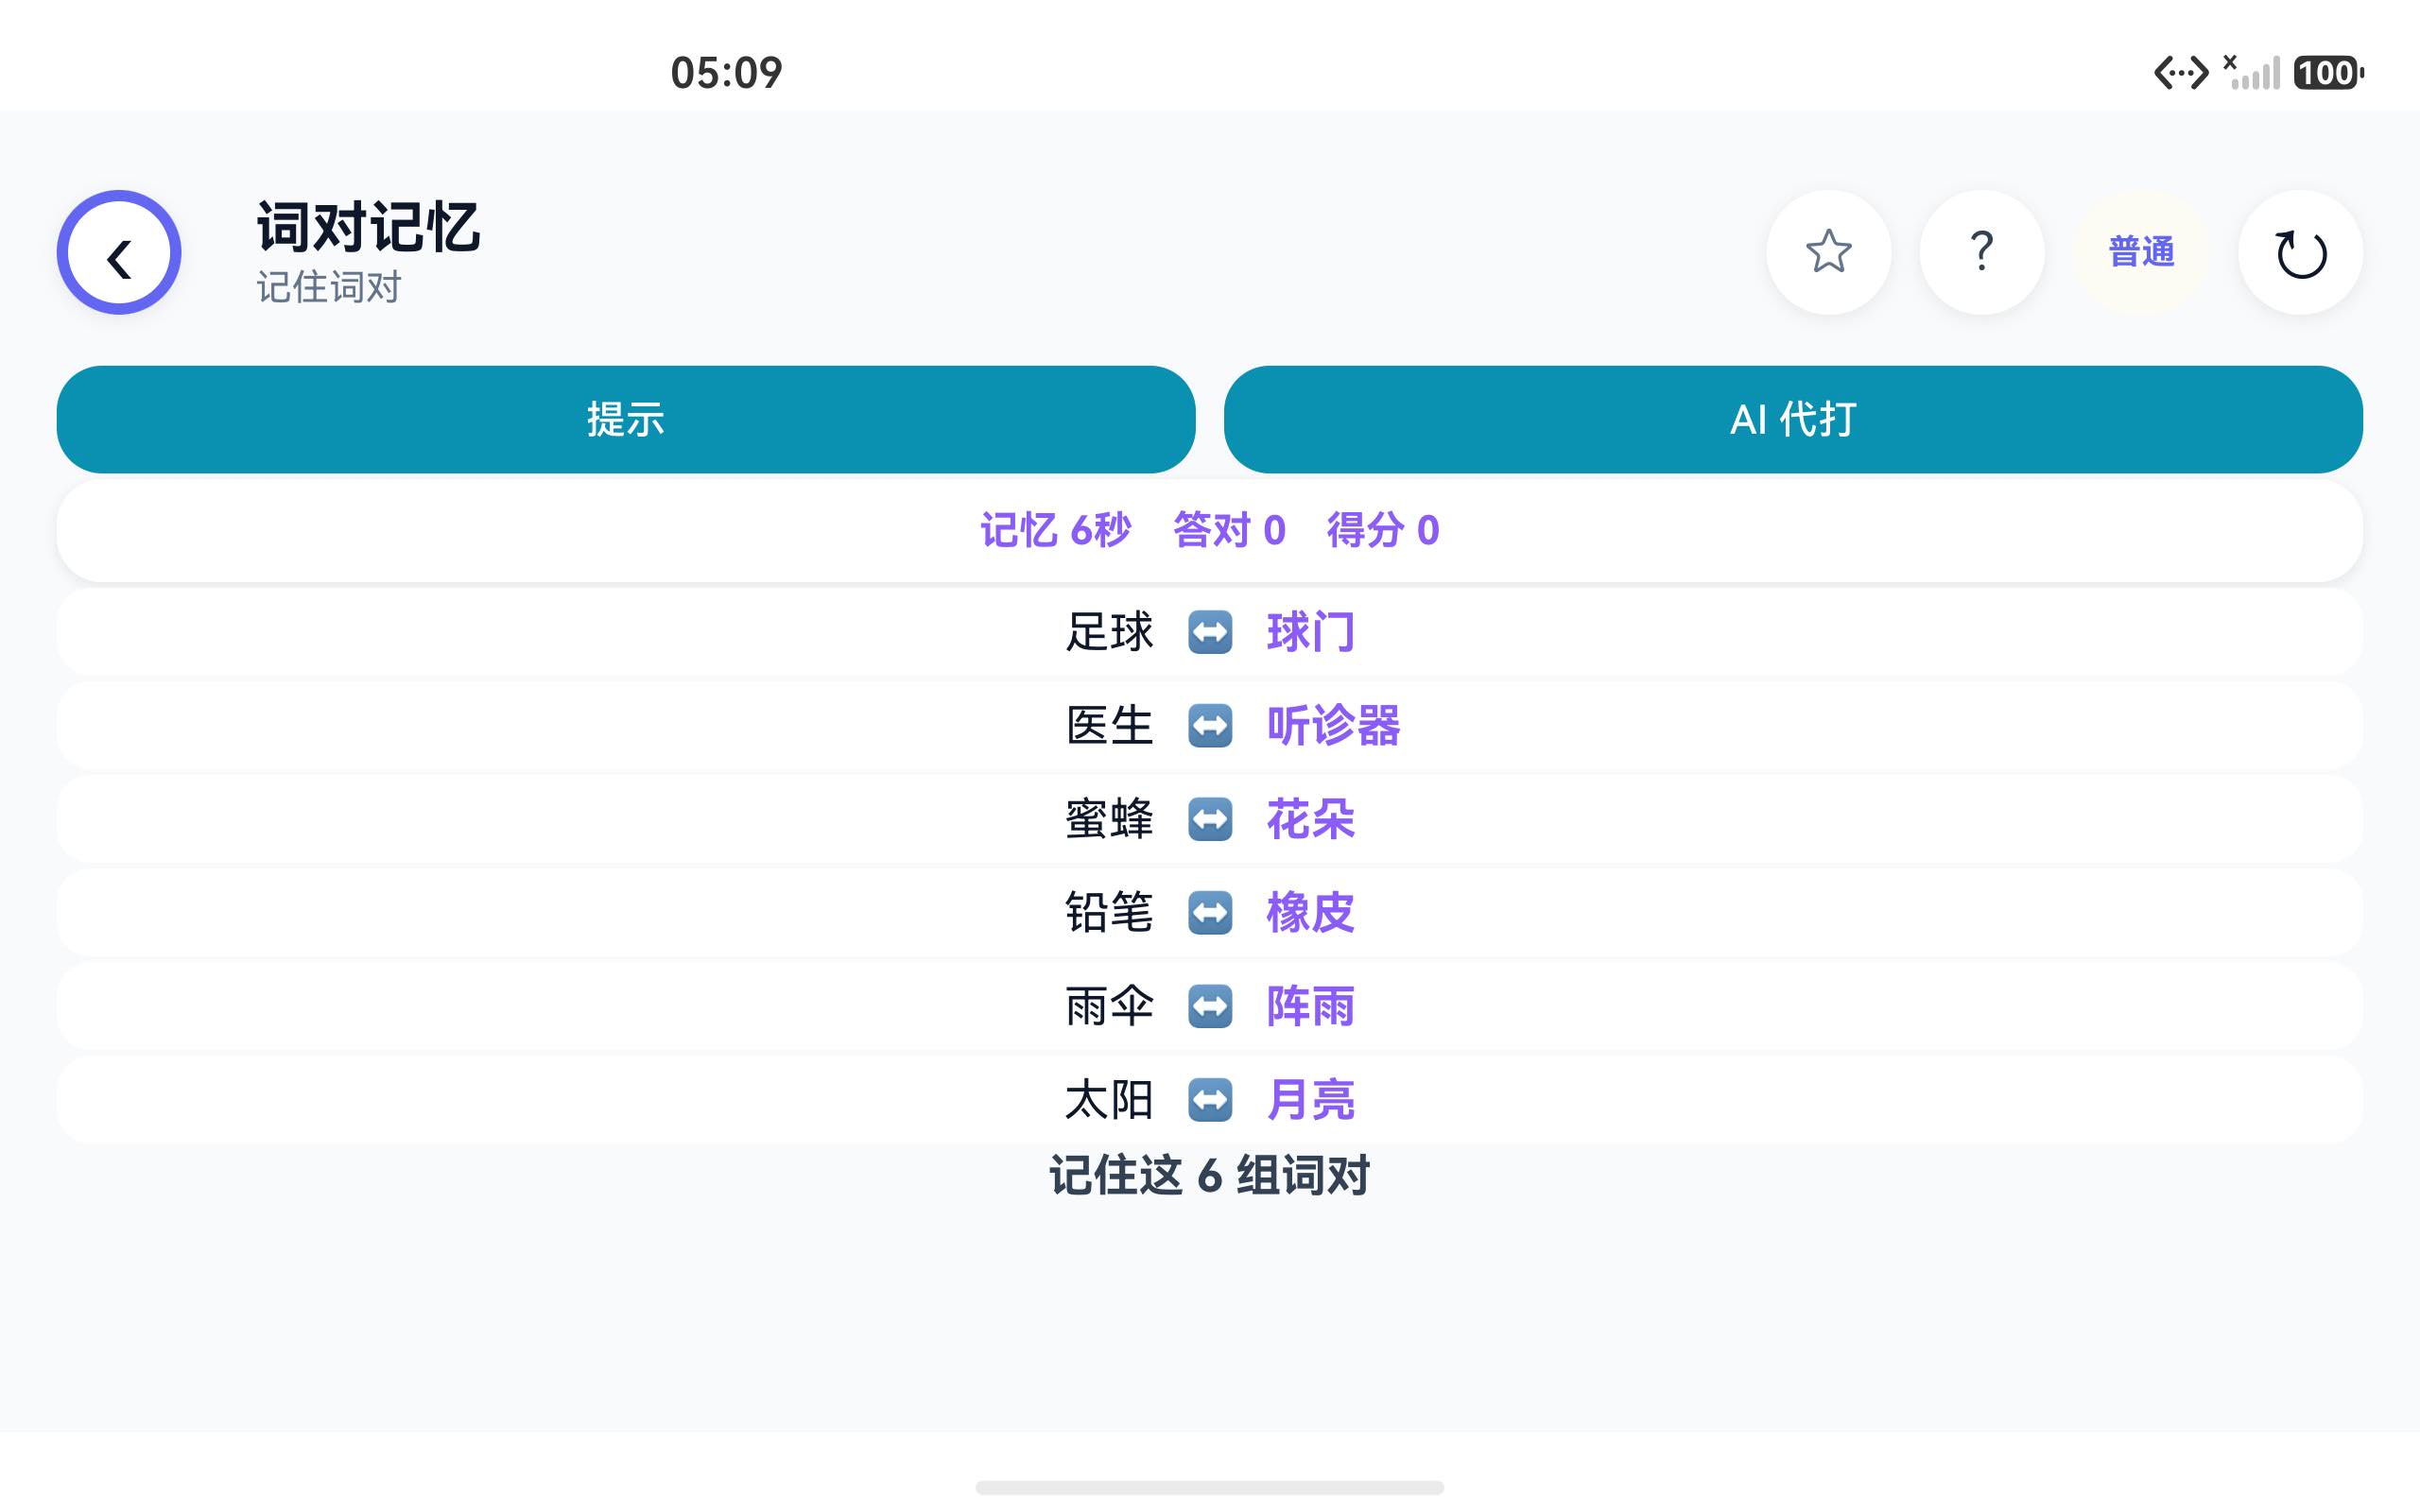 05:09
100
词对记忆
记住词对
?
普通
提示
AI 代打
记忆 6秒 答对 0 得分 0
足球 ↔ 球门
医生 ↔ 听诊器
蜜蜂 ↔ 花朵
铅笔 ↔ 橡皮
雨伞 ↔ 阵雨
太阳 ↔ 月亮
记住这 6 组词对